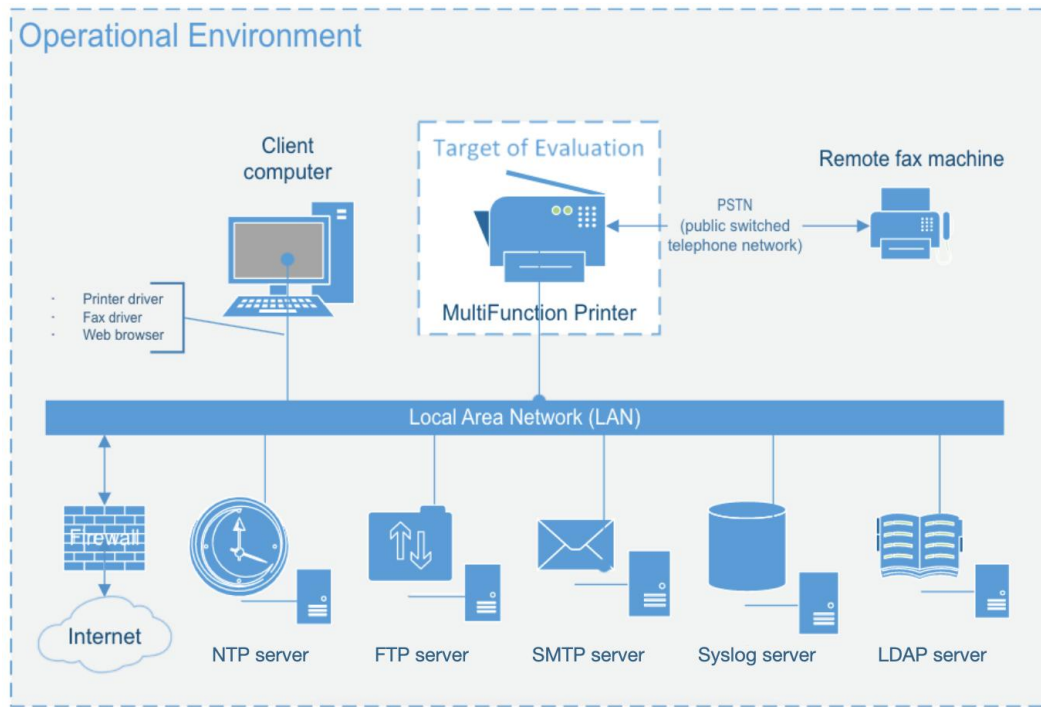 Operational Environment
Client
computer
Target of Evaluation
MultiFunction Printer
PSTN
(public switched
telephone network)
Remote fax machine
- Printer driver
- Fax driver
- Web browser
Local Area Network (LAN)
Firewall
Internet
NTP server
FTP server
SMTP server
Syslog server
LDAP server